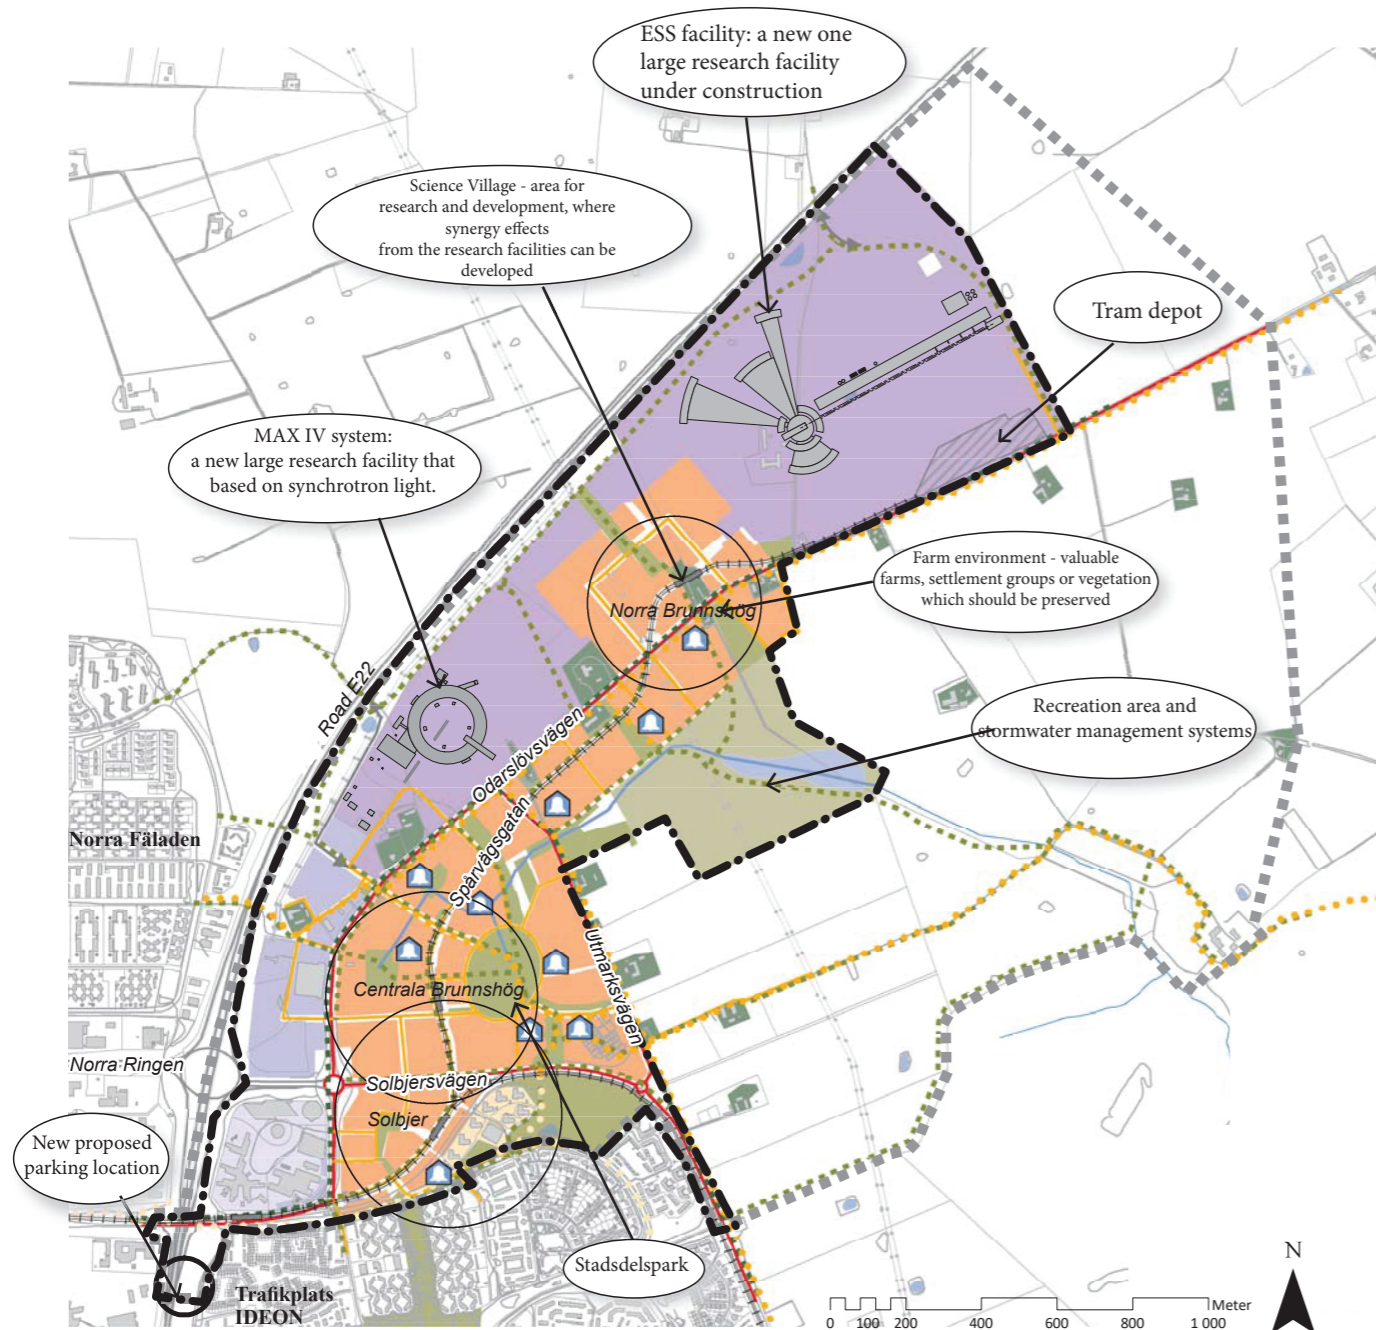 ESS facility: a new one
large research facility
under construction
Science Village - area for
research and development, where
synergy effects
from the research facilities can be
developed
Tram depot
MAX IV system:
a new large research facility that
based on synchrotron light.
Farm environment - valuable
farms, settlement groups or vegetation
which should be preserved
Norra Brunnshög
Road E22
Recreation area and
stormwater management systems
Odarslövsvägen
Spårvägsgatan
Norra Fäladen
Utmarksvägen
Centrala Brunnshög
Norra Ringen
Solbjersvägen
Solbjer
New proposed
parking location
Stadsdelspark
Trafikplats
IDEON
N
Meter
0 100 200 400 600 800 1 000